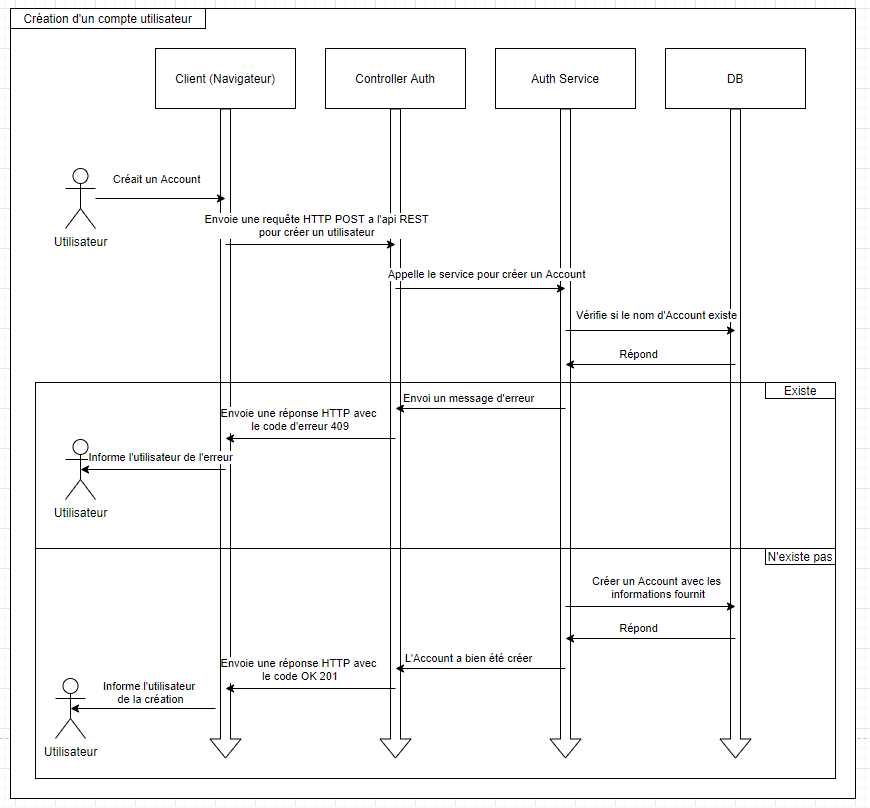 Création d'un compte utilisateur
Client (Navigateur)
Controller Auth
Auth Service
DB
Créait un Account
Utilisateur
Envoie une requête HTTP POST a l'api REST
pour créer un utilisateur
Appelle le service pour créer un Account
Vérifie si le nom d'Account existe
Répond
Existe
Envoi un message d'erreur
Envoie une réponse HTTP avec
le code d'erreur 409
Informe l'utilisateur de l'erreur
Utilisateur
N'existe pas
Créer un Account avec les
informations fournit
Répond
L'Account a bien été créer
Envoie une réponse HTTP avec
le code OK 201
Informe l'utilisateur
de la création
Utilisateur